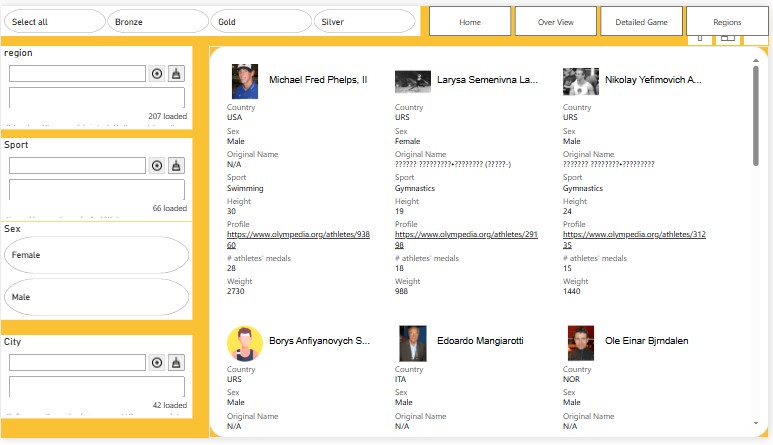 Select all
Bronze
Gold
Silver
Home
Over View
Detailed Game
Regions
region
207 loaded
Sport
66 loaded
Sex
Female
Male
City
42 loaded
Michael Fred Phelps, II
Country
USA
Sex
Male
Original Name
N/A
Sport
Swimming
Height
30
Profile
https://www.olympedia.org/athletes/938
60
# athletes' medals
28
Weight
2730
Larysa Semenivna La...
Country
URS
Sex
Female
Original Name
?????? ?????????•???????? (?????-)
Sport
Gymnastics
Height
19
Profile
https://www.olympedia.org/athletes/291
98
# athletes' medals
18
Weight
988
Nikolay Yefimovich A...
Country
URS
Sex
Male
Original Name
??????? ????????•?????????
Sport
Gymnastics
Height
24
Profile
https://www.olympedia.org/athletes/312
35
# athletes' medals
15
Weight
1440
Borys Anfiyanovych S...
Country
URS
Sex
Male
Original Name
N/A
Edoardo Mangiarotti
Country
ITA
Sex
Male
Original Name
N/A
Ole Einar Bjrndalen
Country
NOR
Sex
Male
Original Name
N/A